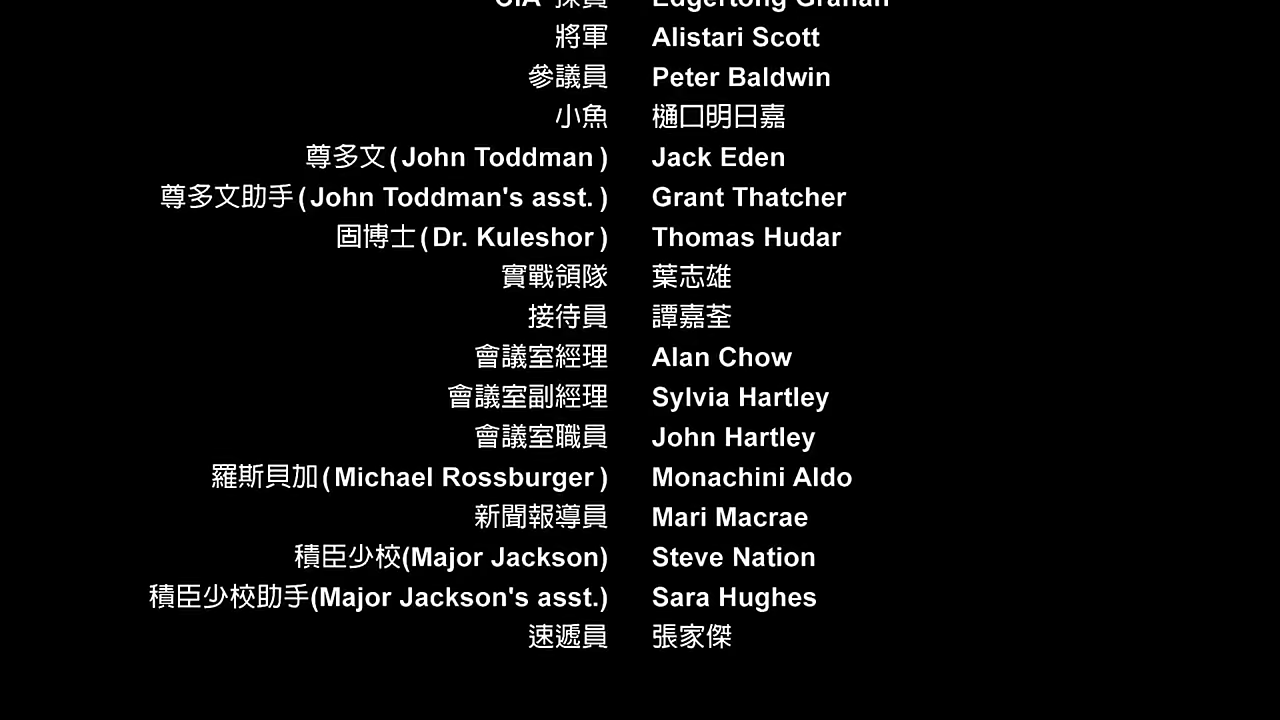 CIA 探員 Edgertong Grahan
將軍 Alistari Scott
參議員 Peter Baldwin
小魚 樋口明日嘉
尊多文(John Toddman) Jack Eden
尊多文助手(John Toddman's asst.) Grant Thatcher
固博士(Dr. Kuleshor) Thomas Hudar
實戰領隊 葉志雄
接待員 譚嘉荃
會議室經理 Alan Chow
會議室副經理 Sylvia Hartley
會議室職員 John Hartley
羅斯貝加(Michael Rossburger) Monachini Aldo
新聞報導員 Mari Macrae
積臣少校(Major Jackson) Steve Nation
積臣少校助手(Major Jackson's asst.) Sara Hughes
速遞員 張家傑